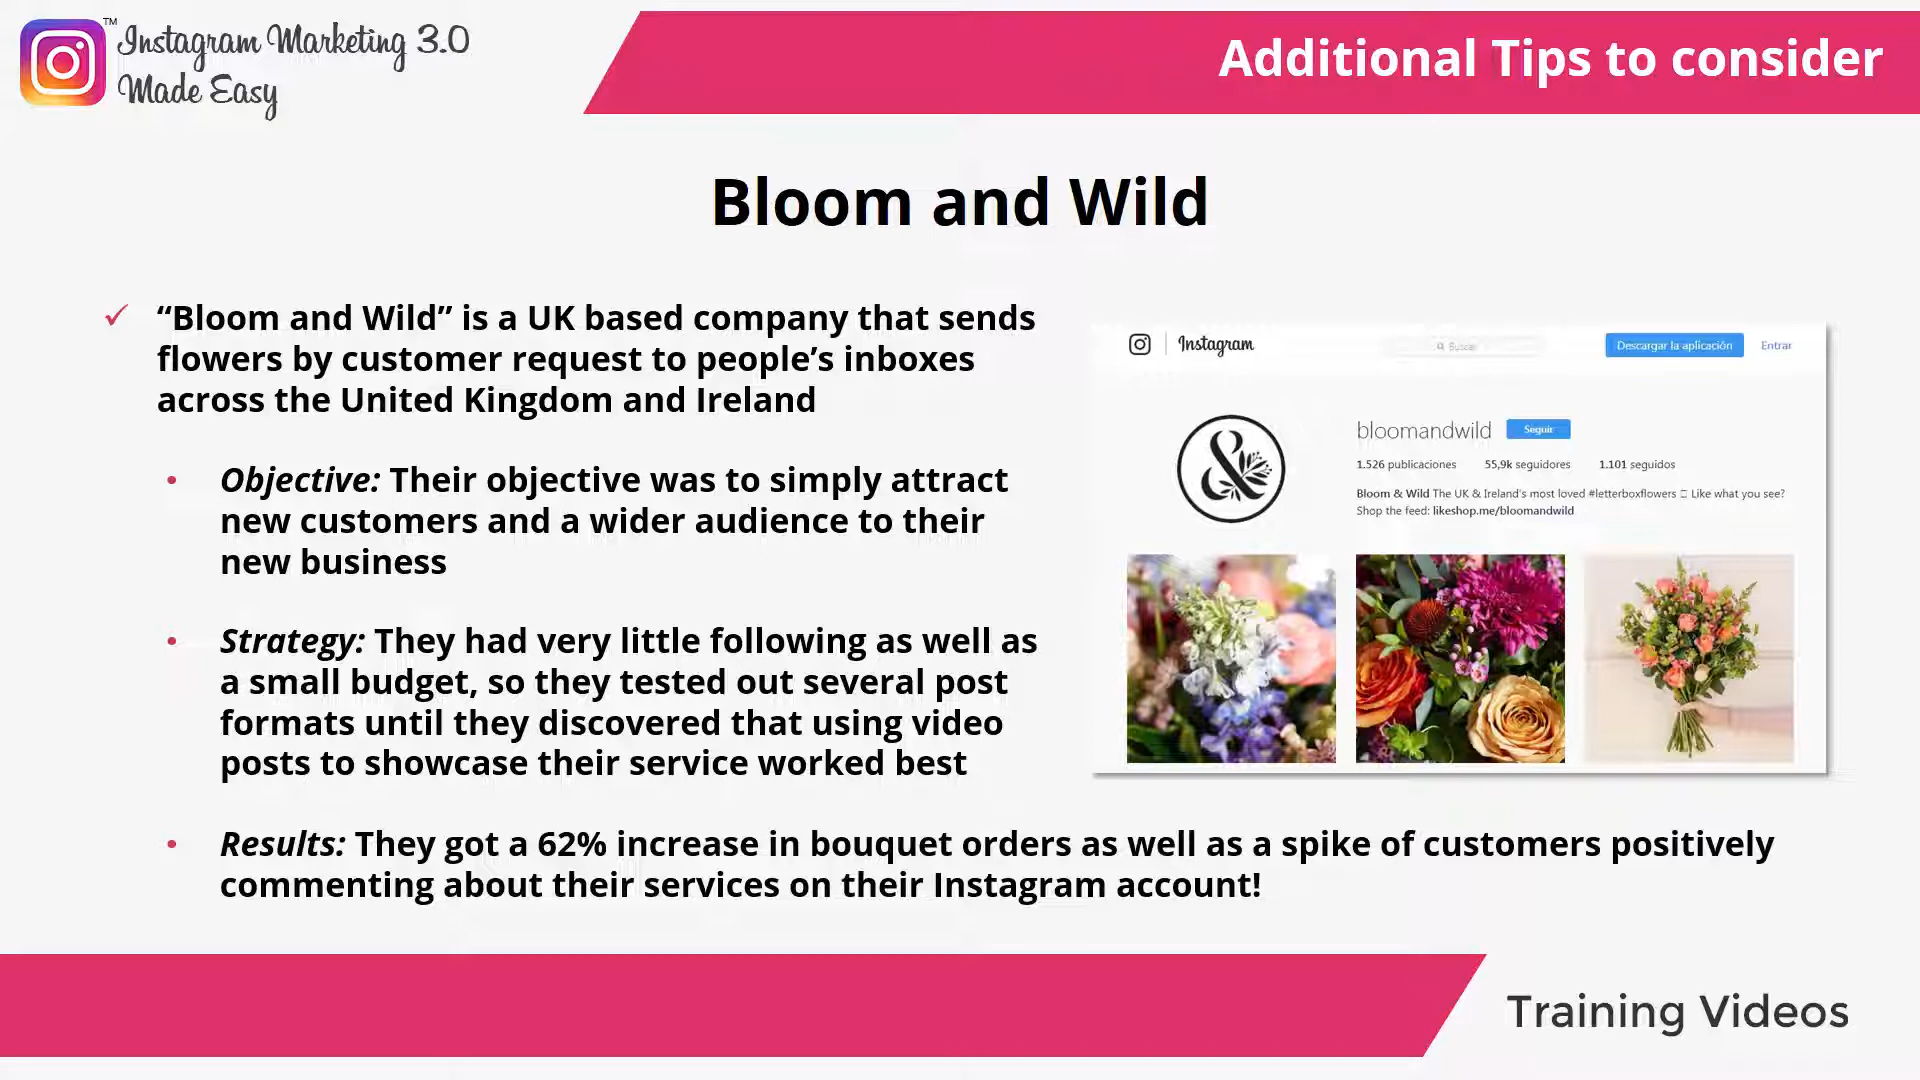 Instagram Marketing 3.0
Made Easy
TM
Additional Tips to consider
Bloom and Wild
“Bloom and Wild” is a UK based company that sends
flowers by customer request to people’s inboxes
across the United Kingdom and Ireland
Objective: Their objective was to simply attract
new customers and a wider audience to their
new business
Strategy: They had very little following as well as
a small budget, so they tested out several post
formats until they discovered that using video
posts to showcase their service worked best
Results: They got a 62% increase in bouquet orders as well as a spike of customers positively
commenting about their services on their Instagram account!
Instagram
Buscar
Descargar la aplicación
Entrar
bloomandwild
Seguir
1.526 publicaciones 55,9k seguidores 1.101 seguidos
Bloom & Wild The UK & Ireland's most loved #letterboxflowers Like what you see?
Shop the feed: likeshop.me/bloomandwild
Training Videos